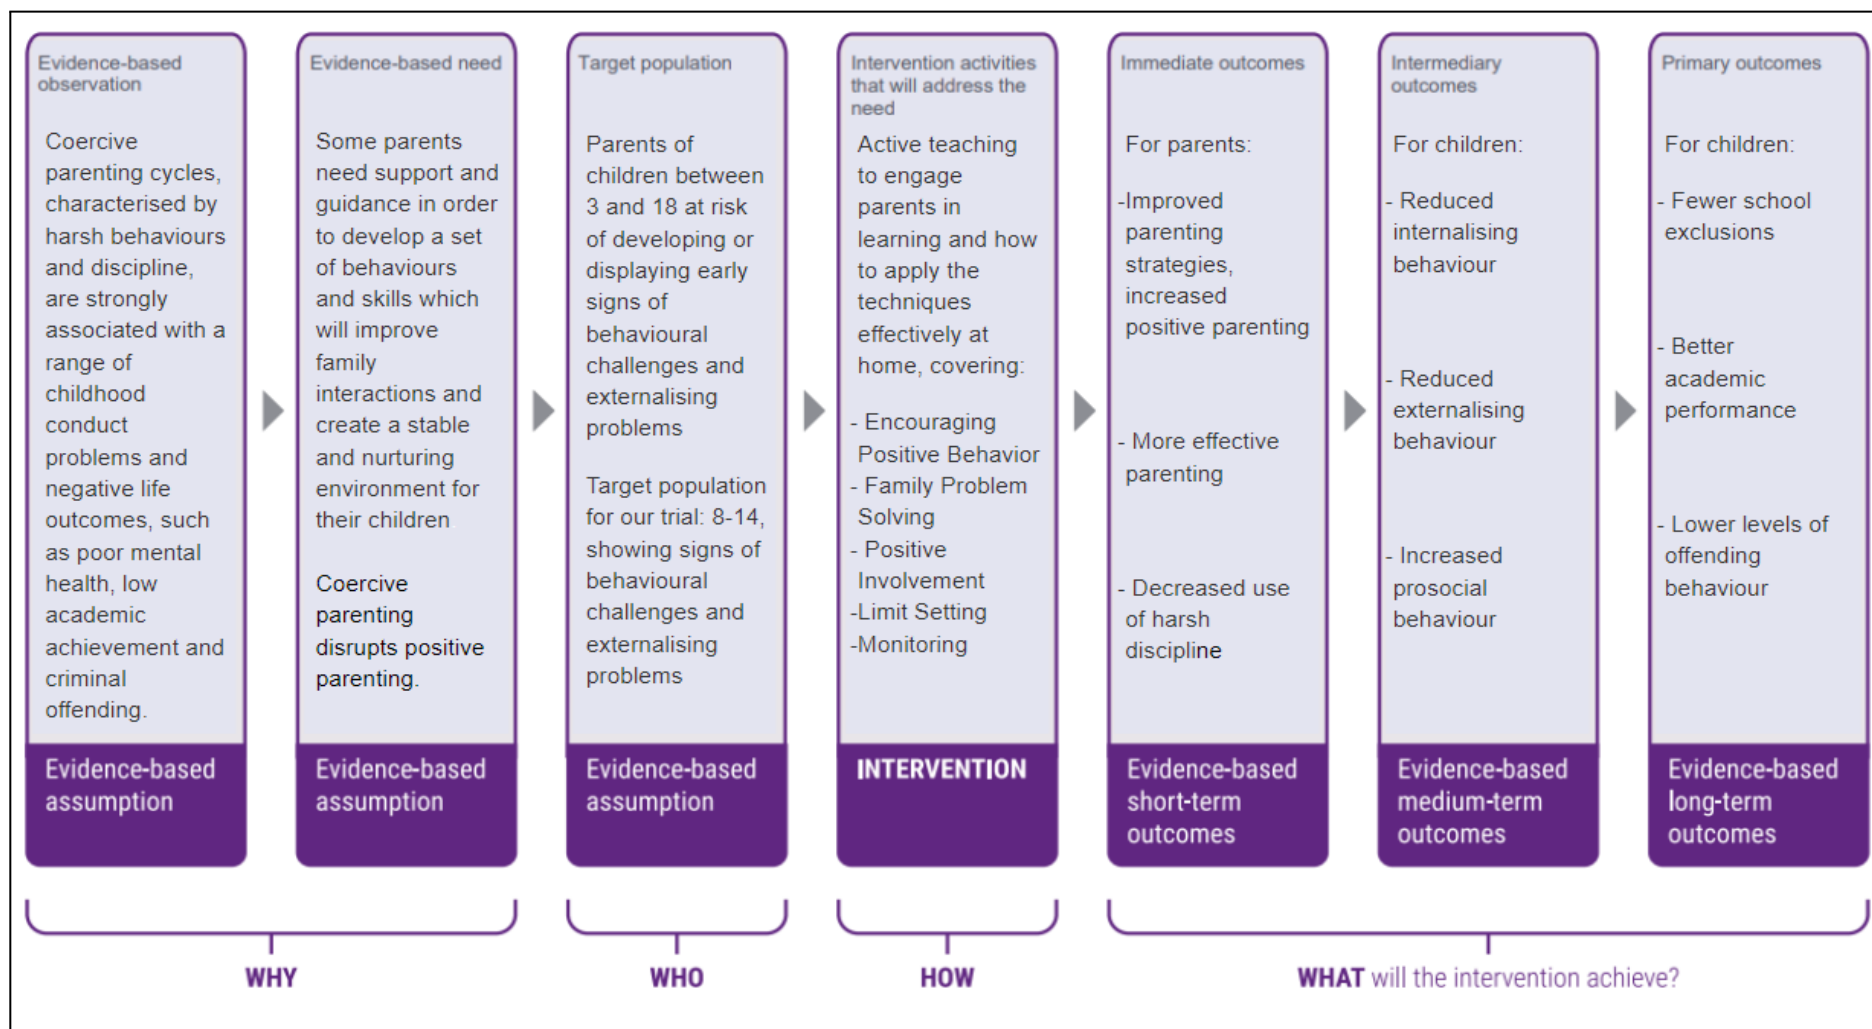 Evidence-based
observation
Coercive
parenting cycles,
characterised by
harsh behaviours
and discipline,
are strongly
associated with a
range of
childhood
conduct
problems and
negative life
outcomes, such
as poor mental
health, low
academic
achievement and
criminal
offending.
Evidence-based
assumption
Evidence-based need
Some parents
need support and
guidance in order
to develop a set
of behaviours
and skills which
will improve
family
interactions and
create a stable
and nurturing
environment for
their children.
Coercive
parenting
disrupts positive
parenting.
Evidence-based
assumption
Target population
Parents of
children between
3 and 18 at risk
of developing or
displaying early
signs of
behavioural
challenges and
externalising
problems
Target population
for our trial: 8-14,
showing signs of
behavioural
challenges and
externalising
problems
Evidence-based
assumption
Intervention activities
that will address the
need
Active teaching
to engage
parents in
learning and how
to apply the
techniques
effectively at
home, covering:
- Encouraging
Positive Behavior
- Family Problem
Solving
- Positive
Involvement
-Limit Setting
-Monitoring
INTERVENTION
Immediate outcomes
For parents:
-Improved
parenting
strategies,
increased
positive parenting
- More effective
parenting
- Decreased use
of harsh
discipline
Evidence-based
short-term
outcomes
Intermediary
outcomes
For children:
- Reduced
internalising
behaviour
- Reduced
externalising
behaviour
- Increased
prosocial
behaviour
Evidence-based
medium-term
outcomes
Primary outcomes
For children:
- Fewer school
exclusions
- Better
academic
performance
- Lower levels of
offending
behaviour
Evidence-based
long-term
outcomes
WHY
WHO
HOW
WHAT will the intervention achieve?